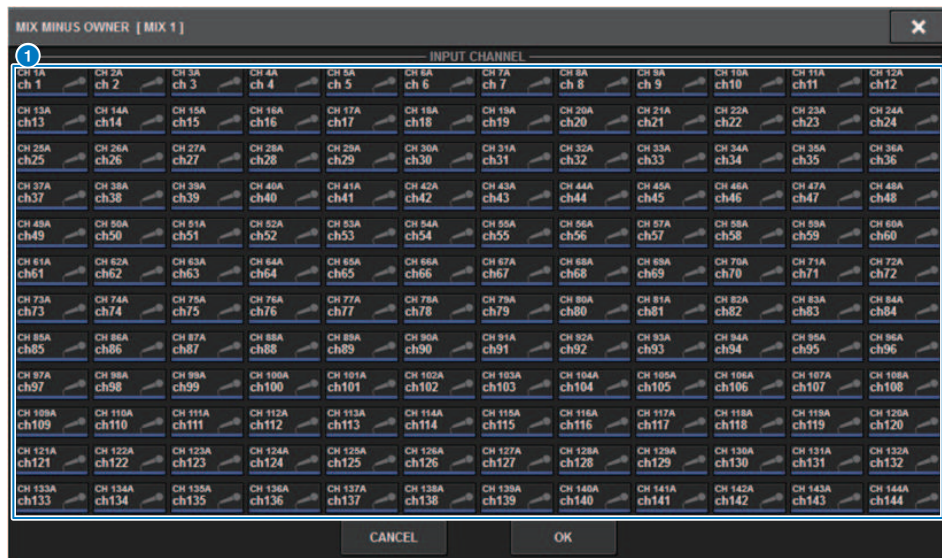 MIX MINUS OWNER [ MIX 1 ]
1
INPUT CHANNEL
CH 1A CH 2A CH 3A CH 4A CH 5A CH 6A CH 7A CH 8A CH 9A CH 10A CH 11A CH 12A
ch 1 ch 2 ch 3 ch 4 ch 5 ch 6 ch 7 ch 8 ch 9 ch10 ch11 ch12
CH 13A CH 14A CH 15A CH 16A CH 17A CH 18A CH 19A CH 20A CH 21A CH 22A CH 23A CH 24A
ch13 ch14 ch15 ch16 ch17 ch18 ch19 ch20 ch21 ch22 ch23 ch24
CH 25A CH 26A CH 27A CH 28A CH 29A CH 30A CH 31A CH 32A CH 33A CH 34A CH 35A CH 36A
ch25 ch26 ch27 ch28 ch29 ch30 ch31 ch32 ch33 ch34 ch35 ch36
CH 37A CH 38A CH 39A CH 40A CH 41A CH 42A CH 43A CH 44A CH 45A CH 46A CH 47A CH 48A
ch37 ch38 ch39 ch40 ch41 ch42 ch43 ch44 ch45 ch46 ch47 ch48
CH 49A CH 50A CH 51A CH 52A CH 53A CH 54A CH 55A CH 56A CH 57A CH 58A CH 59A CH 60A
ch49 ch50 ch51 ch52 ch53 ch54 ch55 ch56 ch57 ch58 ch59 ch60
CH 61A CH 62A CH 63A CH 64A CH 65A CH 66A CH 67A CH 68A CH 69A CH 70A CH 71A CH 72A
ch61 ch62 ch63 ch64 ch65 ch66 ch67 ch68 ch69 ch70 ch71 ch72
CH 73A CH 74A CH 75A CH 76A CH 77A CH 78A CH 79A CH 80A CH 81A CH 82A CH 83A CH 84A
ch73 ch74 ch75 ch76 ch77 ch78 ch79 ch80 ch81 ch82 ch83 ch84
CH 85A CH 86A CH 87A CH 88A CH 89A CH 90A CH 91A CH 92A CH 93A CH 94A CH 95A CH 96A
ch85 ch86 ch87 ch88 ch89 ch90 ch91 ch92 ch93 ch94 ch95 ch96
CH 97A CH 98A CH 99A CH 100A CH 101A CH 102A CH 103A CH 104A CH 105A CH 106A CH 107A CH 108A
ch97 ch98 ch99 ch100 ch101 ch102 ch103 ch104 ch105 ch106 ch107 ch108
CH 109A CH 110A CH 111A CH 112A CH 113A CH 114A CH 115A CH 116A CH 117A CH 118A CH 119A CH 120A
ch109 ch110 ch111 ch112 ch113 ch114 ch115 ch116 ch117 ch118 ch119 ch120
CH 121A CH 122A CH 123A CH 124A CH 125A CH 126A CH 127A CH 128A CH 129A CH 130A CH 131A CH 132A
ch121 ch122 ch123 ch124 ch125 ch126 ch127 ch128 ch129 ch130 ch131 ch132
CH 133A CH 134A CH 135A CH 136A CH 137A CH 138A CH 139A CH 140A CH 141A CH 142A CH 143A CH 144A
ch133 ch134 ch135 ch136 ch137 ch138 ch139 ch140 ch141 ch142 ch143 ch144
CANCEL OK